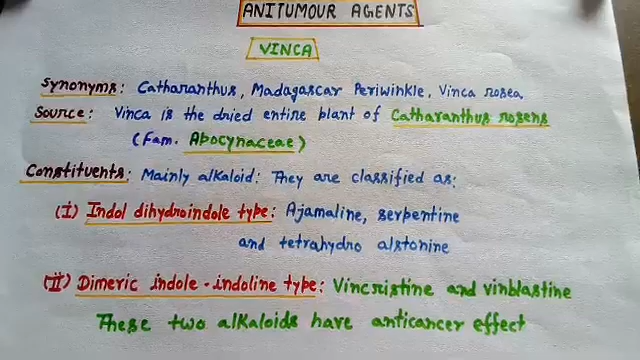 ANITUMOUR AGENTS
VINCA
Synonyms: Catharanthus, Madagascar Periwinkle, Vinca rosea
Source: Vinca is the dried entire plant of Catharanthus rosens
(Fam. Apocynaceae)
Constituents: Mainly alkaloid: They are classified as:
(I) Indol dihydroindole type: Ajamaline, serpentine
and tetrahydro alstonine
(II) Dimeric indole-indoline type: Vincristine and vinblastine
These two alkaloids have anticancer effect